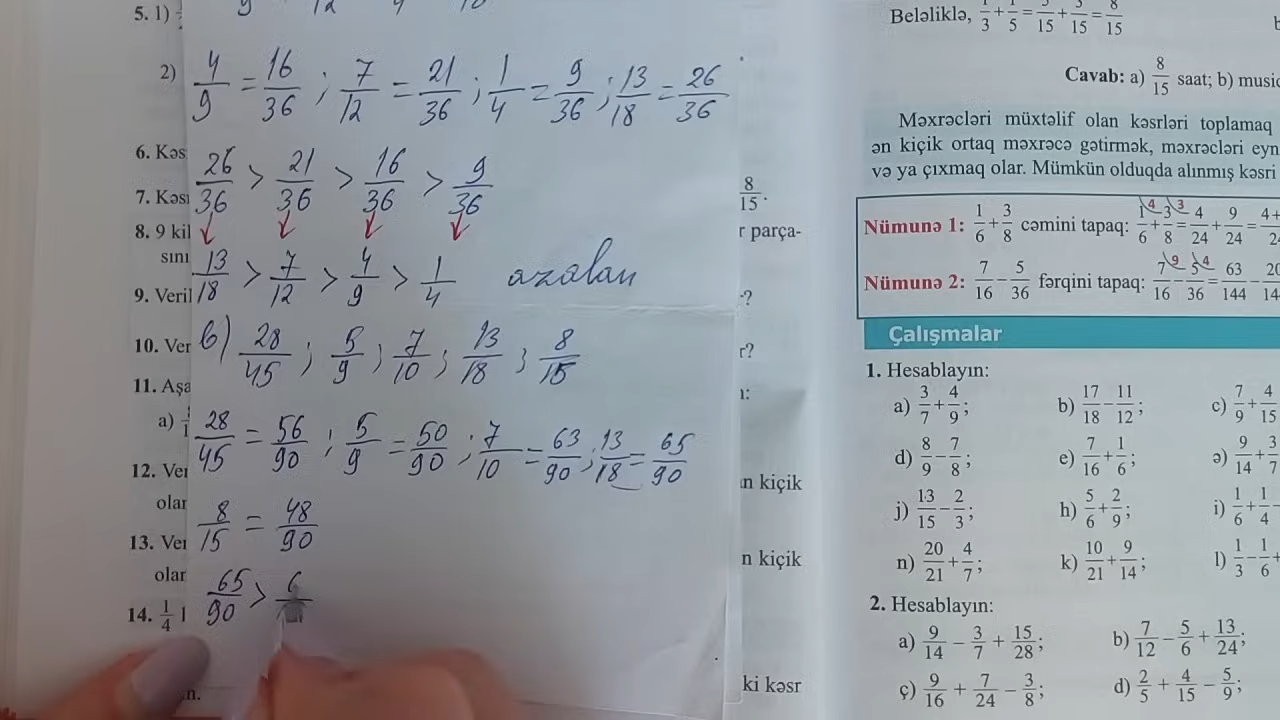 5. 1)
2)
4/9 = 16/36 ; 7/12 = 21/36 ; 1/4 = 9/36 ; 13/18 = 26/36
6. Kəs
26/36 > 21/36 > 16/36 > 9/36
7. Kəs
8/15.
8. 9 kil
r parça-
sını
13/18 > 7/12 > 4/9 > 1/4 azalan
9. Veril
-?
10. Ver
r?
b) 28/45 ; 5/9 ; 7/10 ; 13/18 ; 8/15
11. Aşa
a)
28/45 = 56/90 ; 5/9 = 50/90 ; 7/10 = 63/90 ; 13/18 = 65/90
12. Ver
n kiçik
olar
8/15 = 48/90
13. Ver
n kiçik
olar
65/90 > 6
14. 1/4 l
ki kəsr
n.
Beləliklə, 1/3 + 1/5 = 5/15 + 3/15 = 8/15
Cavab: a) 8/15 saat; b) music
Məxrəcləri müxtəlif olan kəsrləri toplamaq
ən kiçik ortaq məxrəcə gətirmək, məxrəcləri eyn
və ya çıxmaq olar. Mümkün olduqda alınmış kəsri
Nümunə 1: 1/6 + 3/8 cəmini tapaq: 1/6 + 3/8 = 4/24 + 9/24 = 4+
Nümunə 2: 7/16 − 5/36 fərqini tapaq: 7/16 − 5/36 = 63/144 − 20
Çalışmalar
1. Hesablayın:
a) 3/7 + 4/9; b) 17/18 − 11/12; c) 7/9 + 4/15
d) 8/9 − 7/8; e) 7/16 + 1/6; ə) 9/14 + 3/7
j) 13/15 − 2/3; h) 5/6 + 2/9; i) 1/6 + 1/4 −
n) 20/21 + 4/7; k) 10/21 + 9/14; l) 1/3 − 1/6 +
2. Hesablayın:
a) 9/14 − 3/7 + 15/28; b) 7/12 − 5/6 + 13/24;
ç) 9/16 + 7/24 − 3/8; d) 2/5 + 4/15 − 5/9;